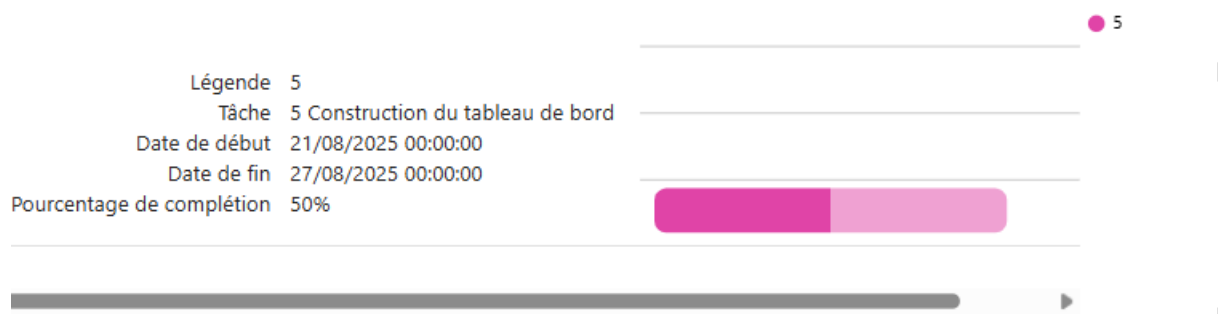 5
Légende 5
Tâche 5 Construction du tableau de bord
Date de début 21/08/2025 00:00:00
Date de fin 27/08/2025 00:00:00
Pourcentage de complétion 50%